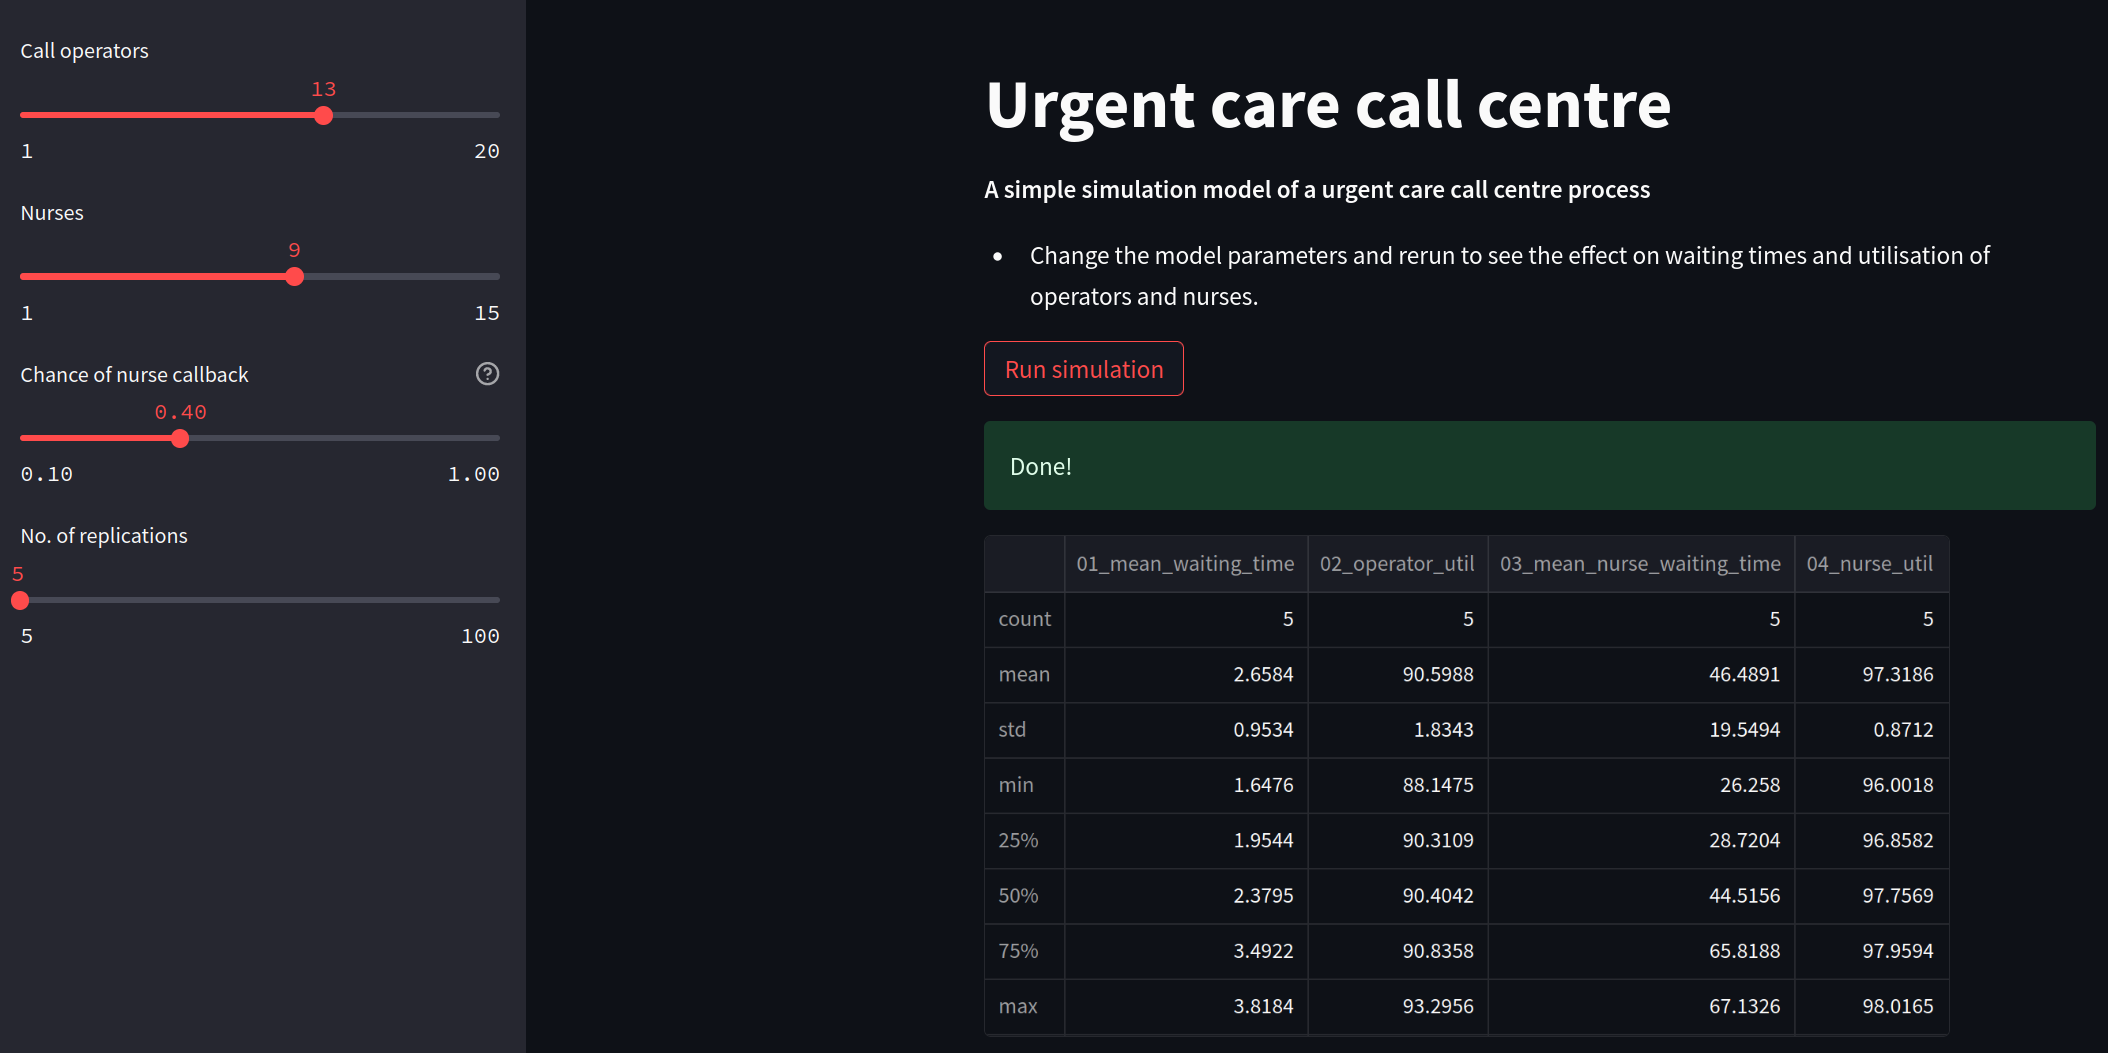 Call operators
13
1 20
Nurses
9
1 15
Chance of nurse callback ?
0.40
0.10 1.00
No. of replications
5
5 100
Urgent care call centre
A simple simulation model of a urgent care call centre process
• Change the model parameters and rerun to see the effect on waiting times and utilisation of
operators and nurses.
Run simulation
Done!
01_mean_waiting_time 02_operator_util 03_mean_nurse_waiting_time 04_nurse_util
count 5 5 5 5
mean 2.6584 90.5988 46.4891 97.3186
std 0.9534 1.8343 19.5494 0.8712
min 1.6476 88.1475 26.258 96.0018
25% 1.9544 90.3109 28.7204 96.8582
50% 2.3795 90.4042 44.5156 97.7569
75% 3.4922 90.8358 65.8188 97.9594
max 3.8184 93.2956 67.1326 98.0165